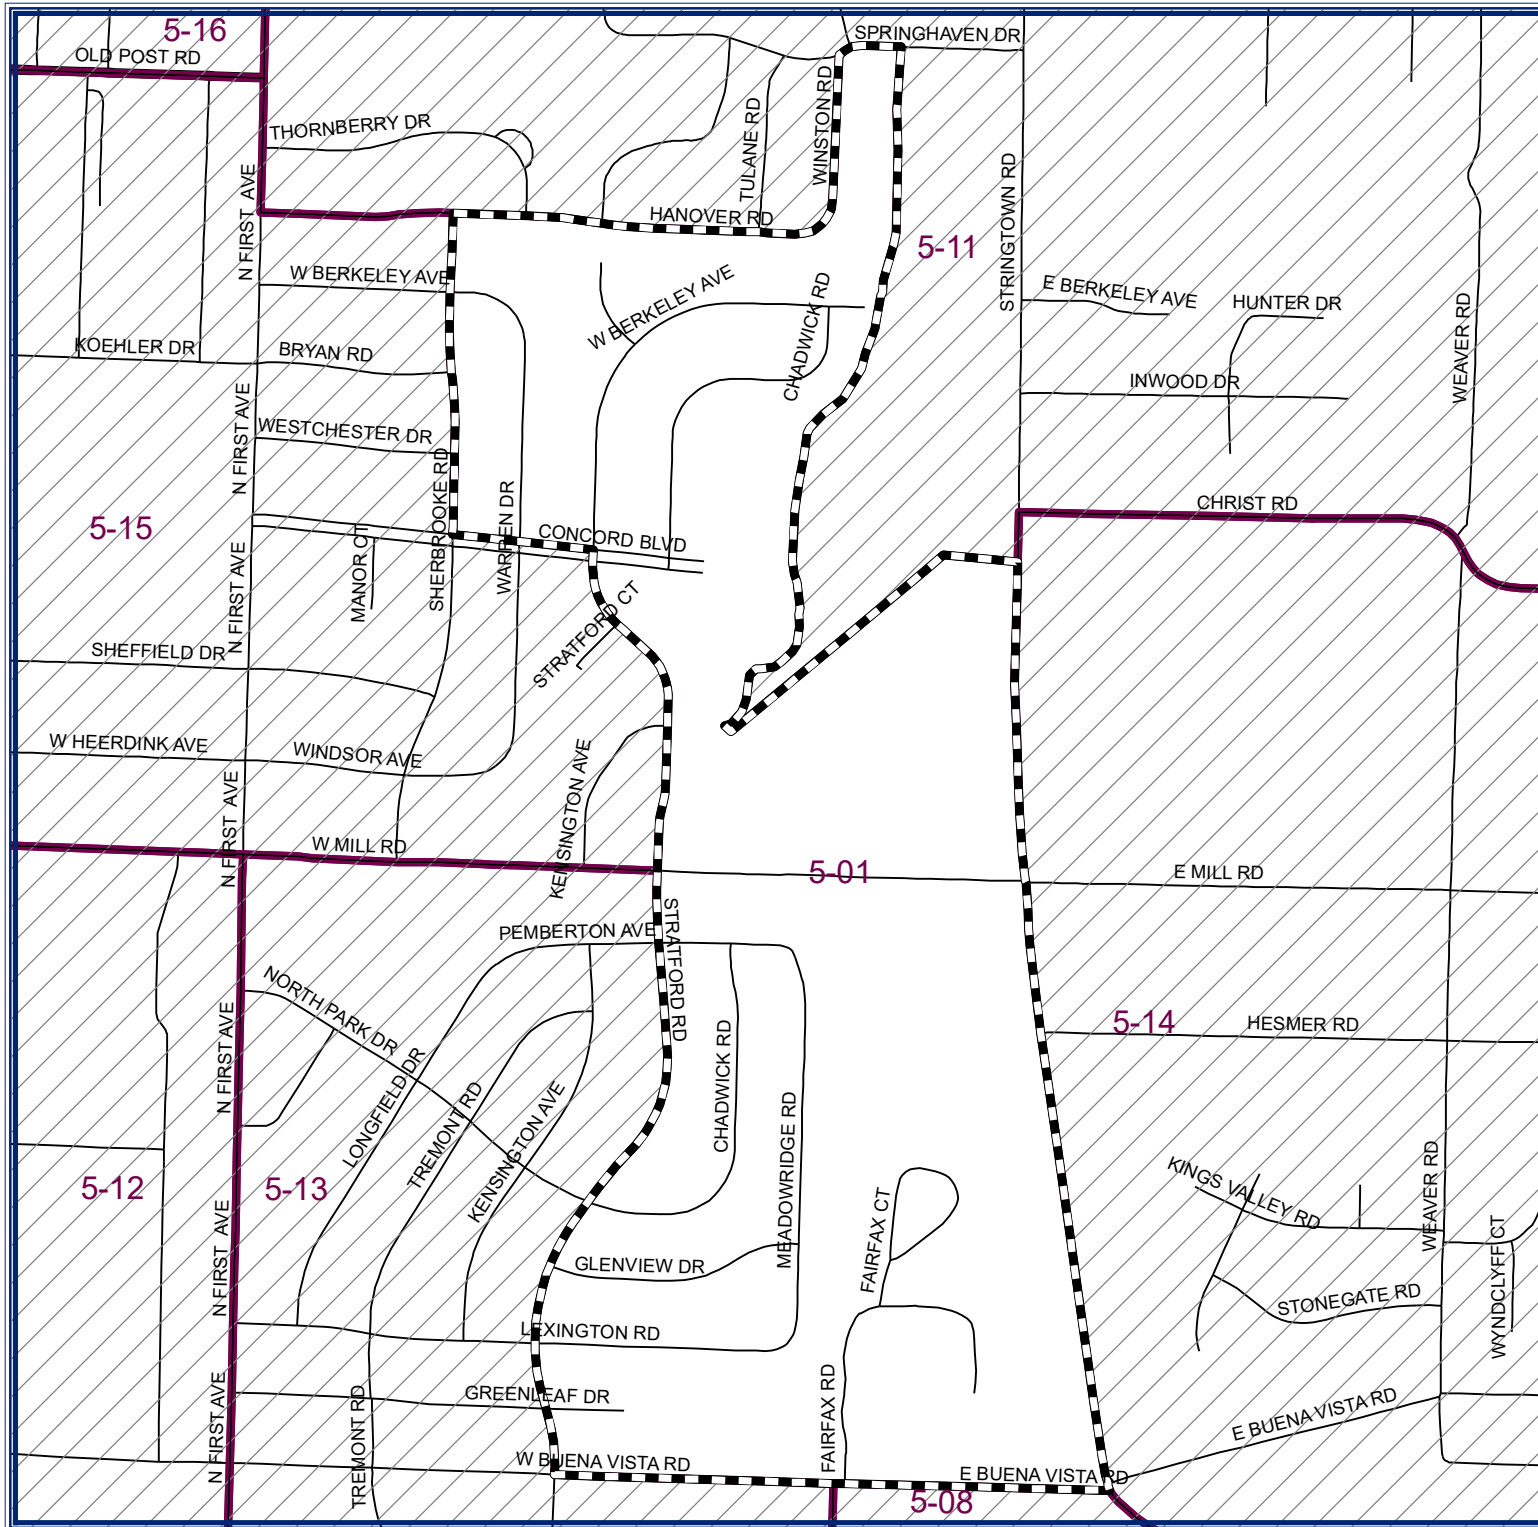 5-16
OLD POST RD
SPRINGHAVEN DR
THORNBERRY DR
TULANE RD
WINSTON RD
N FIRST AVE
HANOVER RD
STRINGTOWN RD
5-11
W BERKELEY AVE
W BERKELEY AVE
CHADWICK RD
E BERKELEY AVE
HUNTER DR
WEAVER RD
KOEHLER DR
BRYAN RD
INWOOD DR
N FIRST AVE
WESTCHESTER DR
SHERBROOKE RD
WARREN DR
CHRIST RD
5-15
MANOR CT
CONCORD BLVD
N FIRST AVE
STRATFORD CT
SHEFFIELD DR
W HEERDINK AVE
WINDSOR AVE
KENSINGTON AVE
N FIRST AVE
W MILL RD
5-01
E MILL RD
PEMBERTON AVE
STRATFORD RD
NORTH PARK DR
N FIRST AVE
5-14
HESMER RD
LONGFIELD DR
TREMONT RD
KENSINGTON AVE
CHADWICK RD
MEADOWRIDGE RD
5-12
5-13
KINGS VALLEY RD
WEAVER RD
FAIRFAX CT
N FIRST AVE
GLENVIEW DR
WYNDCLYFF CT
STONEGATE RD
LEXINGTON RD
N FIRST AVE
TREMONT RD
GREENLEAF DR
FAIRFAX RD
E BUENA VISTA RD
W BUENA VISTA RD
E BUENA VISTA RD
5-08